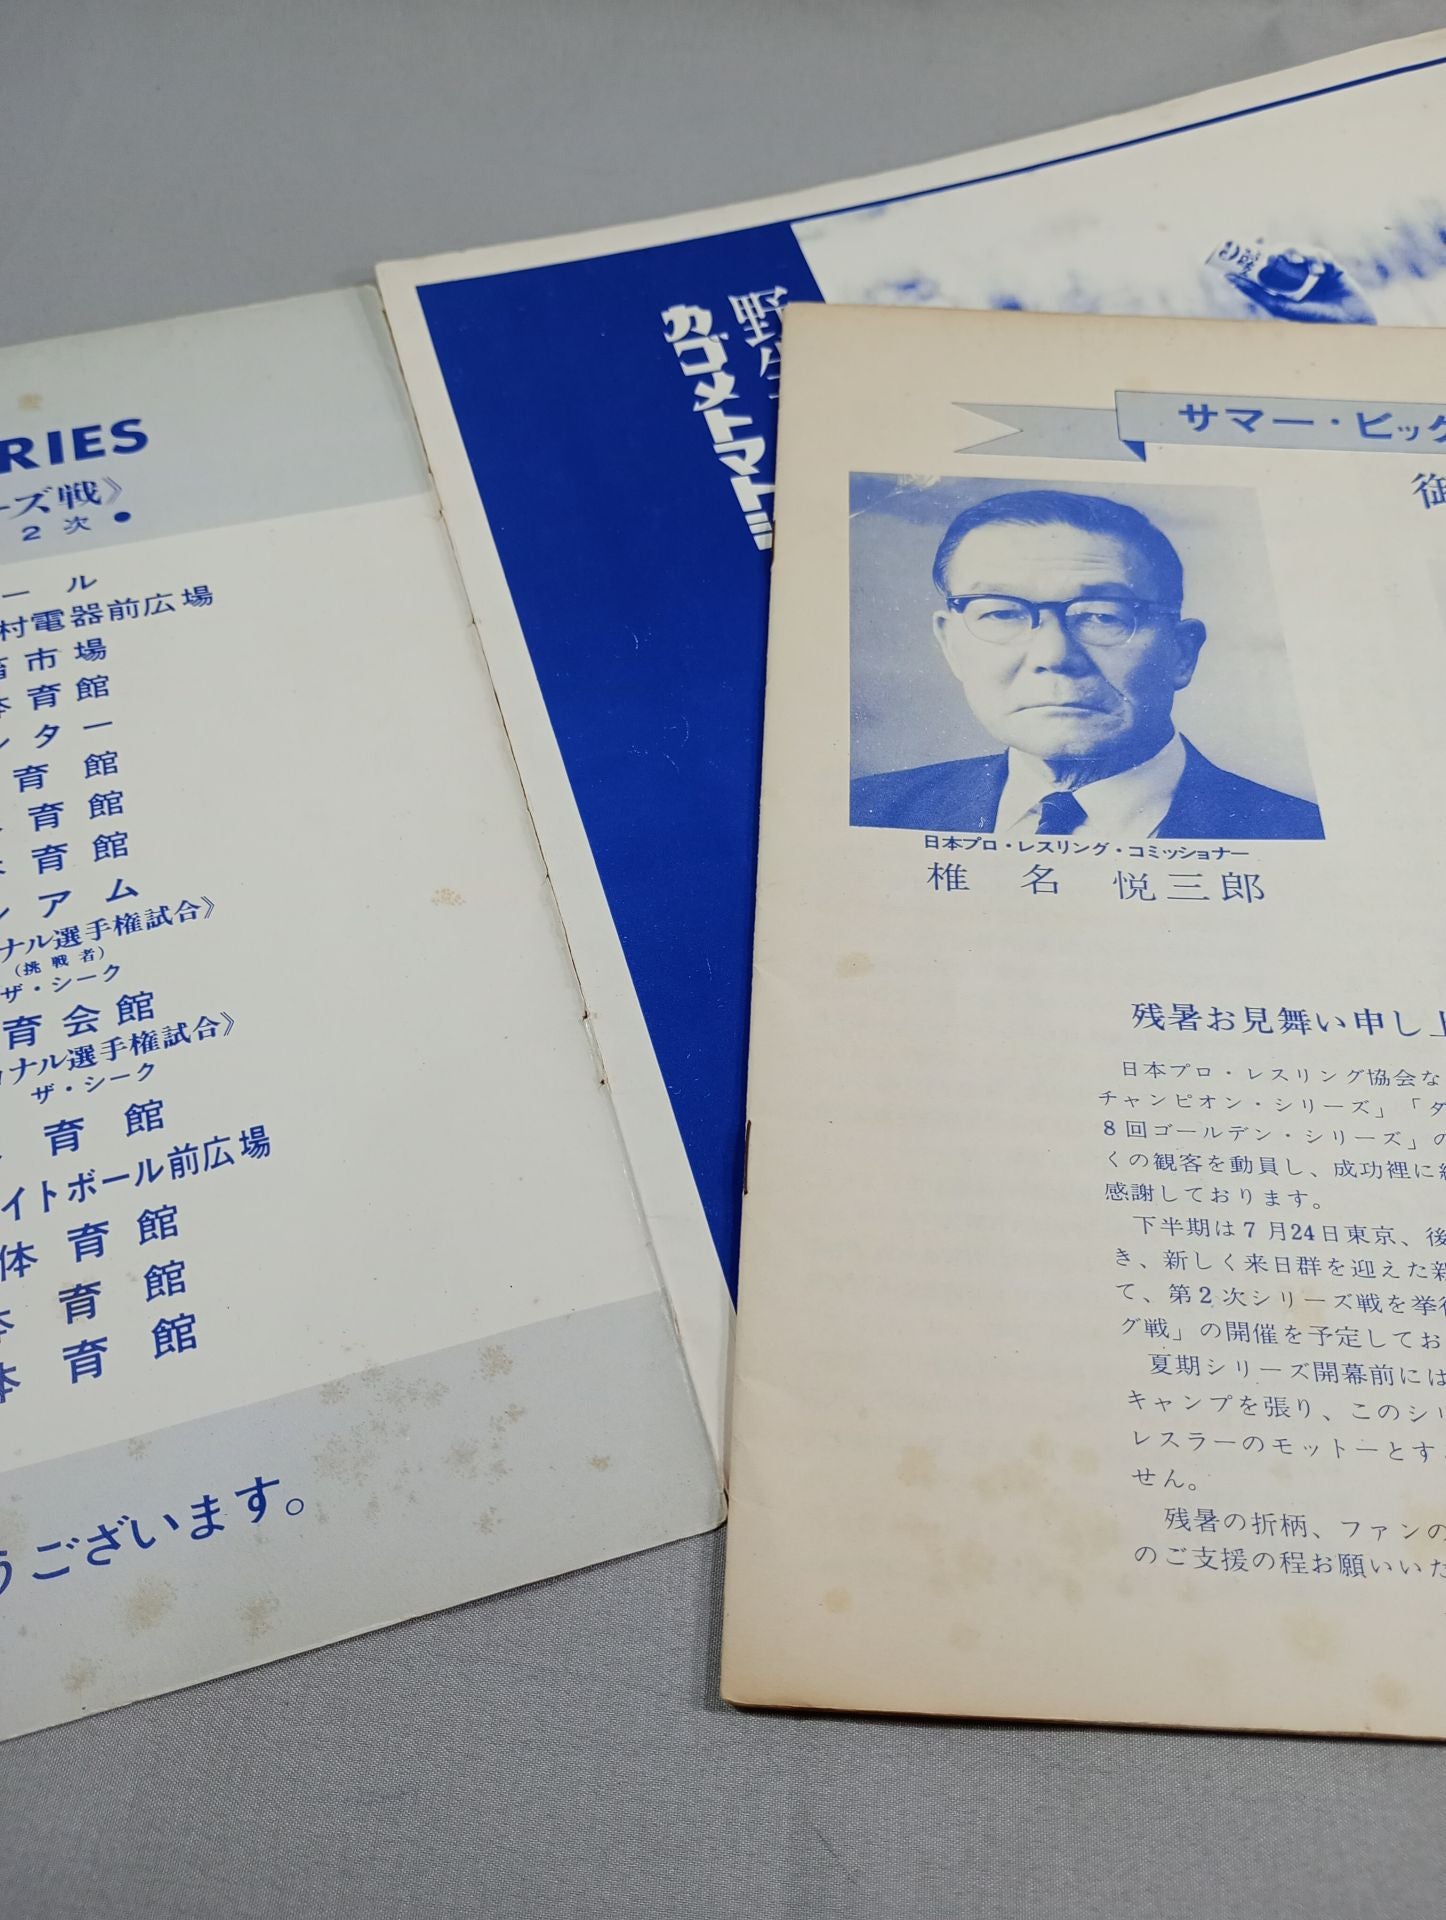 RIES
ーズ戦》
2次●
ール
村電器前広場
市場
体育館
ンター
育館
育館
育館
アム
ナル選手権試合》
(挑戦者)
ザ・シーク
育会館
ョナル選手権試合》
ザ・シーク
育館
イトボール前広場
体育館
育館
体育館
うございます。
野生
カゴメトマト
サマー・ビッグ
御
日本プロ・レスリング・コミッショナー
椎名 悦三郎
残暑お見舞い申し上
日本プロ・レスリング協会な
チャンピオン・シリーズ」「ダ
8回ゴールデン・シリーズ」の
くの観客を動員し、成功裡に
感謝しております。
下半期は7月24日東京、後
き、新しく来日群を迎えた新
て、第2次シリーズ戦を挙行
グ戦」の開催を予定してお
夏期シリーズ開幕前には
キャンプを張り、このシリ
レスラーのモットーとす
せん。
残暑の折柄、ファンの
のご支援の程お願いいた